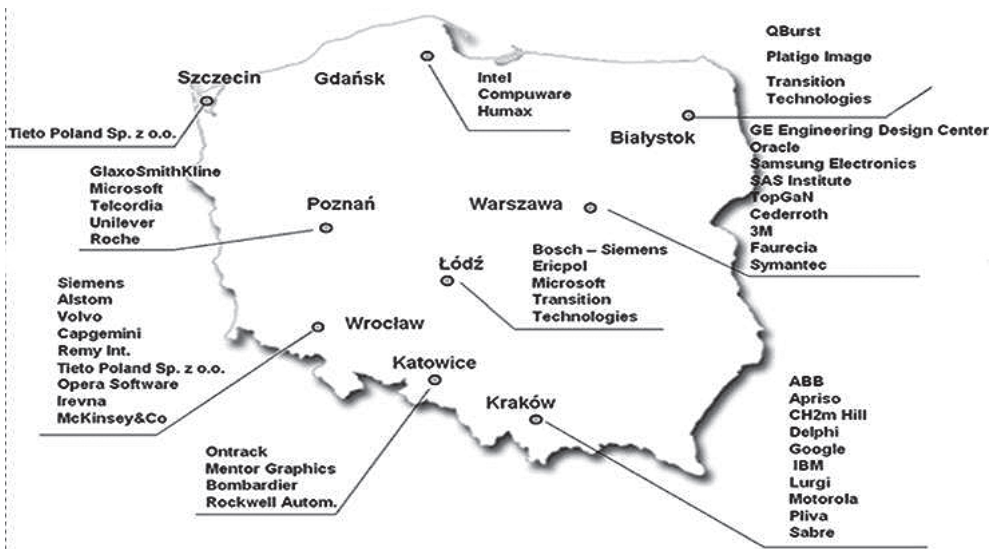 QBurst
Platige Image
Transition
Technologies
Szczecin
Gdańsk
Intel
Compuware
Humax
Białystok
Tieto Poland Sp. z o.o.
GE Engineering Design Center
Oracle
Samsung Electronics
SAS Institute
TopGaN
Cederroth
3M
Faurecia
Symantec
GlaxoSmithKline
Microsoft
Telcordia
Unilever
Roche
Poznań
Warszawa
Łódź
Bosch – Siemens
Ericpol
Microsoft
Transition
Technologies
Siemens
Alstom
Volvo
Capgemini
Remy Int.
Tieto Poland Sp. z o.o.
Opera Software
Irevna
McKinsey&Co
Wrocław
Katowice
Kraków
Ontrack
Mentor Graphics
Bombardier
Rockwell Autom.
ABB
Apriso
CH2m Hill
Delphi
Google
IBM
Lurgi
Motorola
Pliva
Sabre